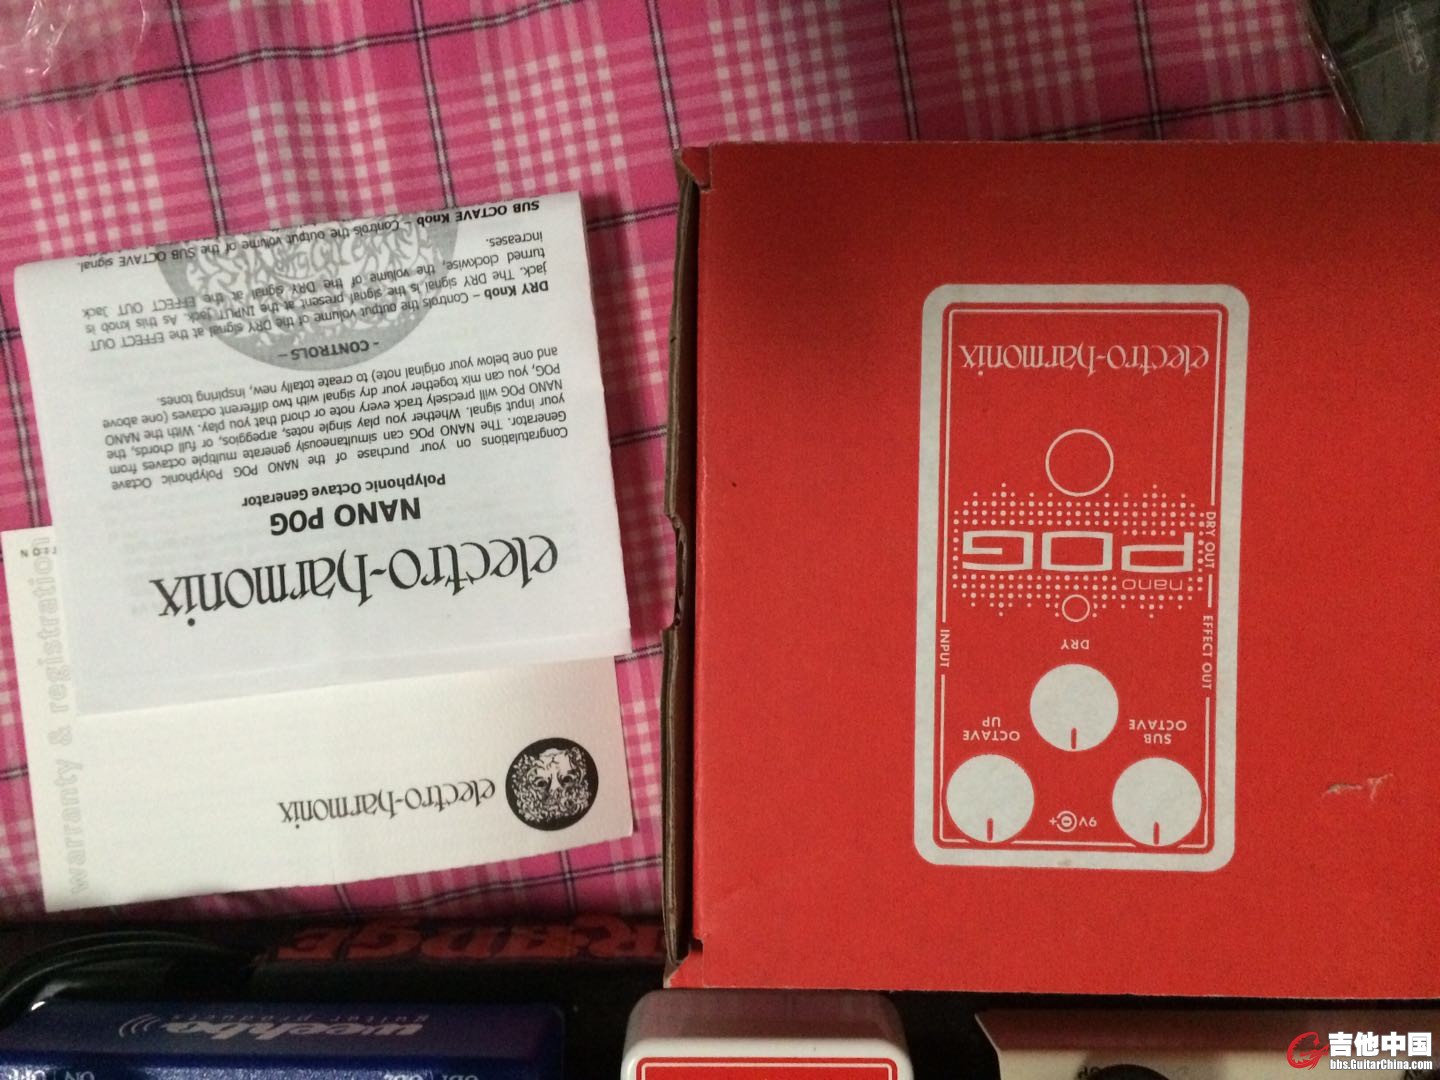 electro-harmonix
NANO POG
Polyphonic Octave Generator
Congratulations on your purchase of the NANO POG Polyphonic Octave
Generator. The NANO POG can simultaneously generate multiple octaves from
your input signal. Whether you play single notes, arpeggios, or full chords, the
NANO POG will precisely track every note or chord that you play. With the NANO
POG, you can mix together your dry signal with two different octaves (one above
and one below your original note) to create totally new, inspiring tones.
- CONTROLS –
DRY Knob – Controls the output volume of the DRY signal at the EFFECT OUT
jack. The DRY signal is the signal present at the INPUT jack. As this knob is
turned clockwise, the volume of the DRY signal at the EFFECT OUT Jack
increases.
SUB OCTAVE Knob – Controls the output volume of the SUB OCTAVE signal.
electro-harmonix
warranty & registration
9V
+
SUB
OCTAVE
OCTAVE
UP
DRY
INPUT
EFFECT OUT
DRY OUT
nano
POG
electro-harmonix
weehbo
guitar products
ON
OFF
吉他中国
bbs.GuitarChina.com